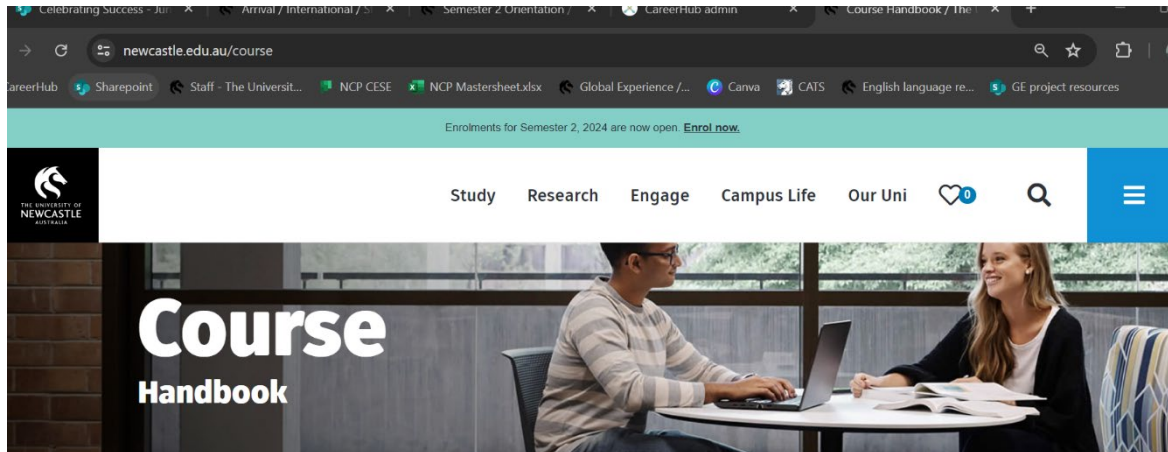 Celebrating Success - Jun
Arrival / International / S
Semester 2 Orientation /
CareerHub admin
Course Handbook / The
newcastle.edu.au/course
CareerHub
Sharepoint
Staff - The Universit...
NCP CESE
NCP Mastersheet.xlsx
Global Experience /...
Canva
CATS
English language re...
GE project resources
Enrolments for Semester 2, 2024 are now open. Enrol now.
THE UNIVERSITY OF
NEWCASTLE
AUSTRALIA
Study
Research
Engage
Campus Life
Our Uni
0
Course
Handbook